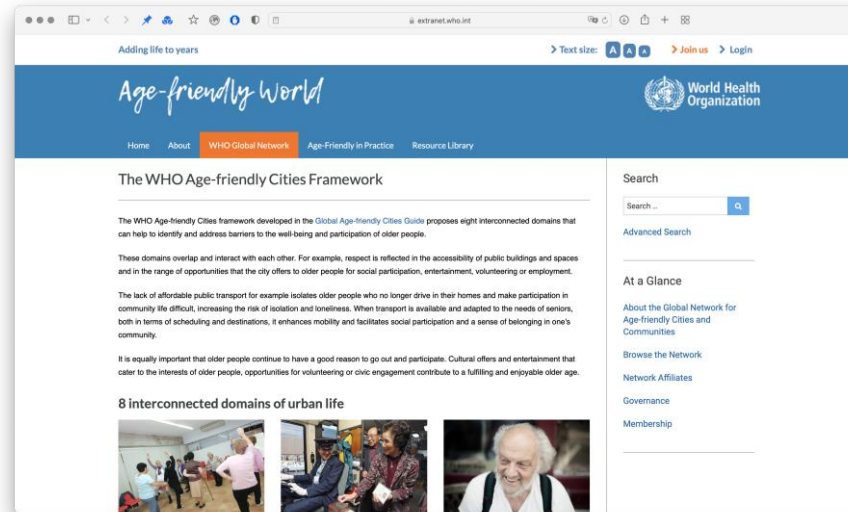 extranet.who.int
Adding life to years
Text size: A A A
Join us
Login
Age-friendly World
World Health
Organization
Home About WHO Global Network Age-Friendly in Practice Resource Library
The WHO Age-friendly Cities Framework
The WHO Age-friendly Cities framework developed in the Global Age-friendly Cities Guide proposes eight interconnected domains that
can help to identify and address barriers to the well-being and participation of older people.
These domains overlap and interact with each other. For example, respect is reflected in the accessibility of public buildings and spaces
and in the range of opportunities that the city offers to older people for social participation, entertainment, volunteering or employment.
The lack of affordable public transport for example isolates older people who no longer drive in their homes and make participation in
community life difficult, increasing the risk of isolation and loneliness. When transport is available and adapted to the needs of seniors,
both in terms of scheduling and destinations, it enhances mobility and facilitates social participation and a sense of belonging in one's
community.
It is equally important that older people continue to have a good reason to go out and participate. Cultural offers and entertainment that
cater to the interests of older people, opportunities for volunteering or civic engagement contribute to a fulfilling and enjoyable older age.
8 interconnected domains of urban life
Search
Search ...
Advanced Search
At a Glance
About the Global Network for
Age-friendly Cities and
Communities
Browse the Network
Network Affiliates
Governance
Membership